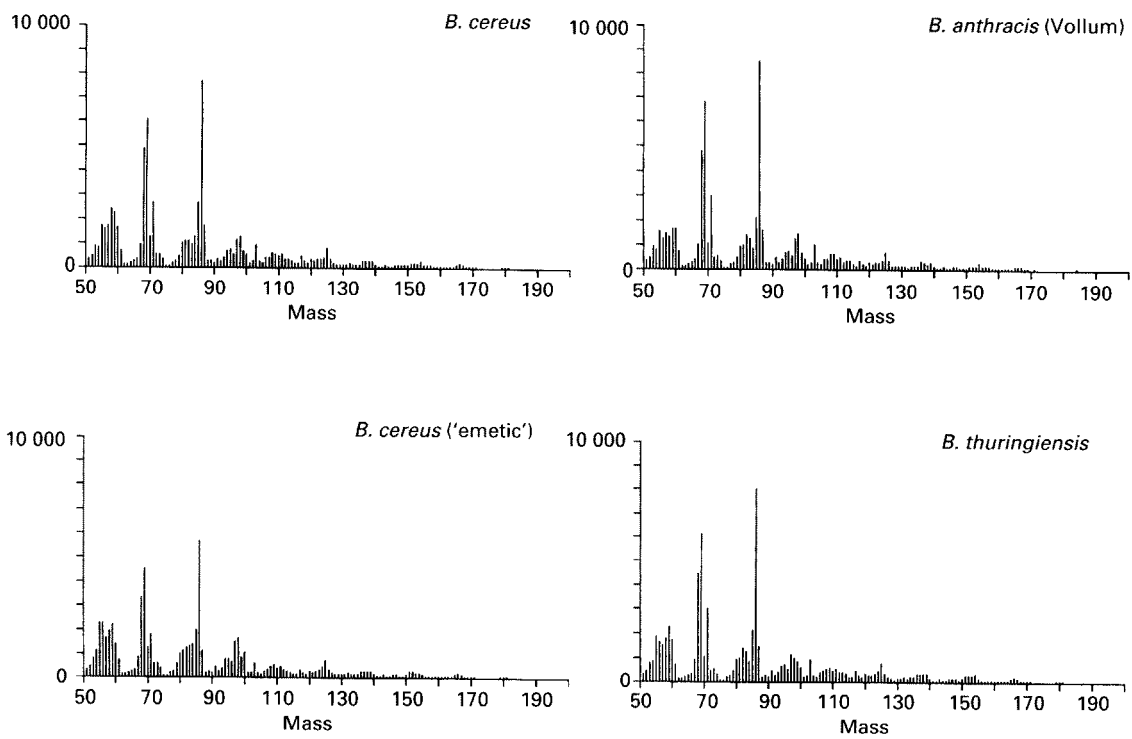 B. cereus
10 000
0
50 70 90 110 130 150 170 190
Mass
B. anthracis (Vollum)
10 000
0
50 70 90 110 130 150 170 190
Mass
B. cereus ('emetic')
10 000
0
50 70 90 110 130 150 170 190
Mass
B. thuringiensis
10 000
0
50 70 90 110 130 150 170 190
Mass